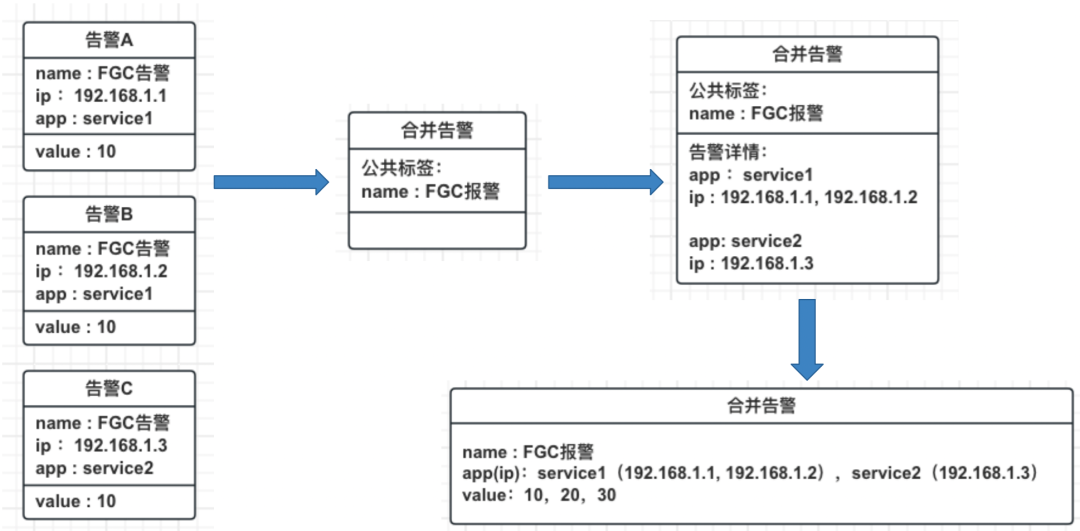 告警A
name : FGC告警
ip： 192.168.1.1
app : service1
value : 10
告警B
name : FGC告警
ip： 192.168.1.2
app : service1
value : 10
告警C
name : FGC告警
ip： 192.168.1.3
app : service2
value : 10
合并告警
公共标签：
name : FGC报警
合并告警
公共标签：
name : FGC报警
告警详情：
app： service1
ip : 192.168.1.1, 192.168.1.2
app: service2
ip : 192.168.1.3
合并告警
name : FGC报警
app(ip)：service1（192.168.1.1, 192.168.1.2），service2（192.168.1.3）
value：10，20，30